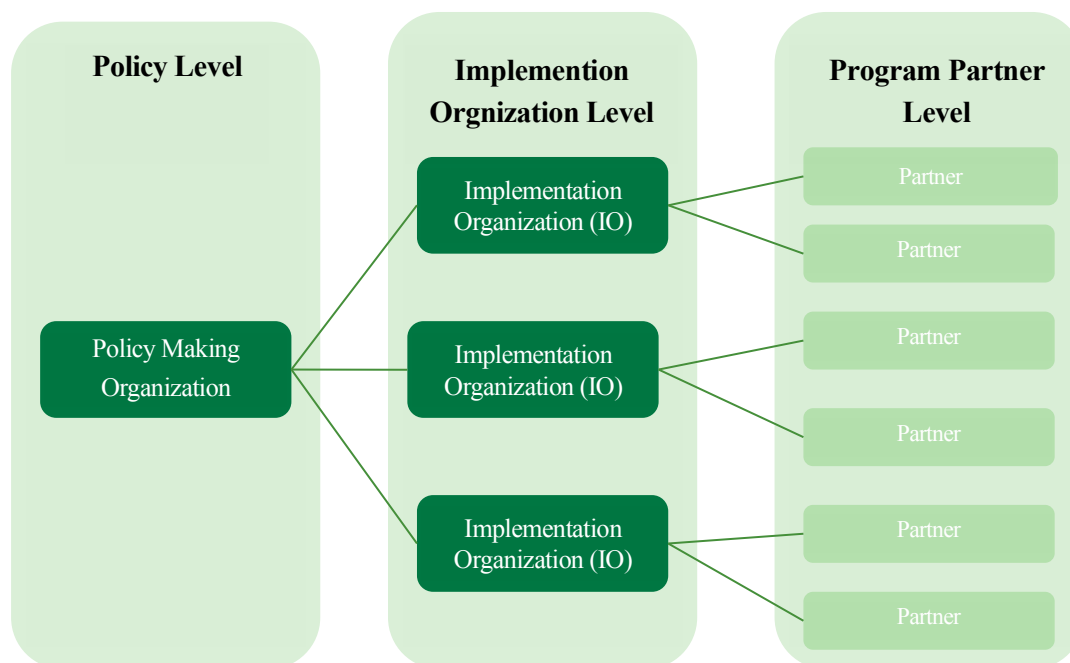 Policy Level
Implemention
Orgnization Level
Program Partner
Level
Policy Making
Organization
Implementation
Organization (IO)
Implementation
Organization (IO)
Implementation
Organization (IO)
Partner
Partner
Partner
Partner
Partner
Partner